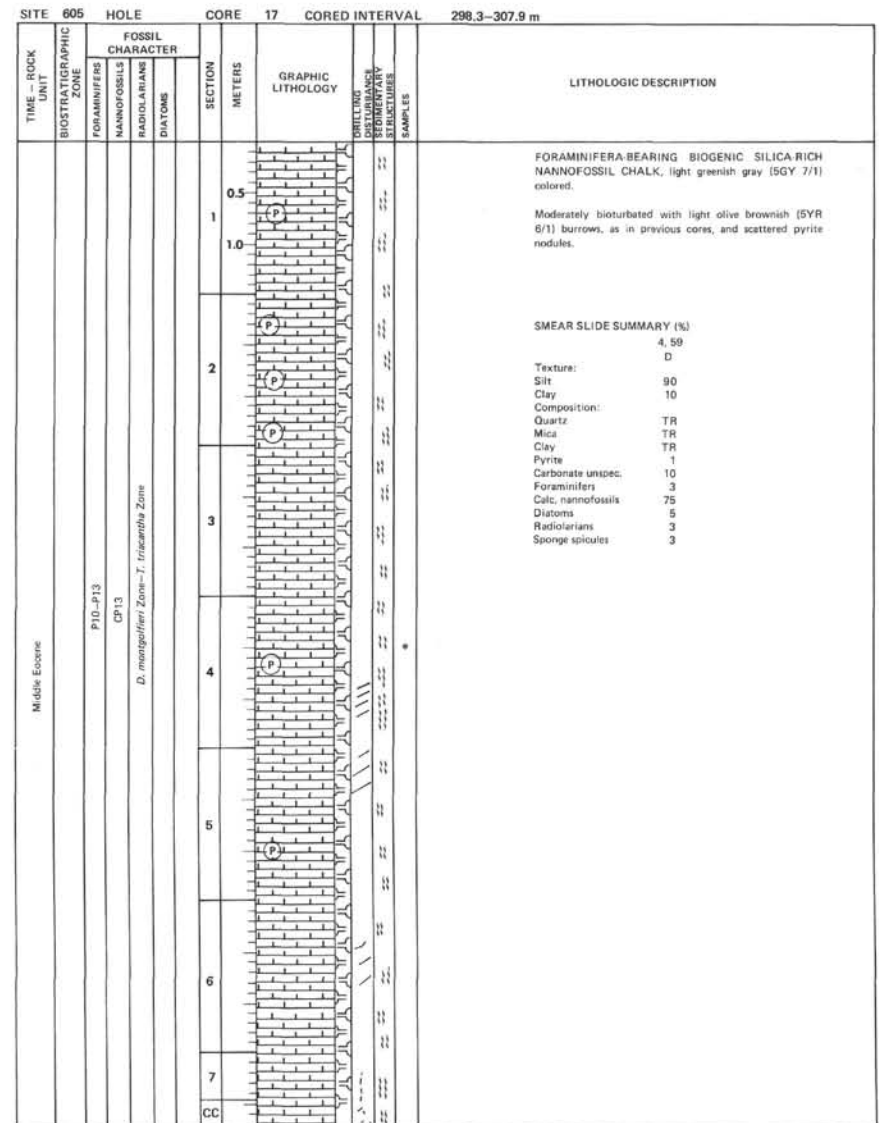 SITE 605 HOLE CORE 17 CORED INTERVAL 298.3–307.9 m
TIME – ROCK UNIT
BIOSTRATIGRAPHIC ZONE
FOSSIL CHARACTER
FORAMINIFERS
NANNOFOSSILS
RADIOLARIANS
DIATOMS
SECTION
METERS
GRAPHIC LITHOLOGY
DRILLING DISTURBANCE
SEDIMENTARY STRUCTURES
SAMPLES
LITHOLOGIC DESCRIPTION
Middle Eocene
P10–P13
CP13
D. montgolfieri Zone–T. triacantha Zone
1
0.5
1.0
P
2
P
P
P
3
4
P
*
5
P
6
7
CC
FORAMINIFERA-BEARING BIOGENIC SILICA-RICH
NANNOFOSSIL CHALK, light greenish gray (5GY 7/1)
colored.
Moderately bioturbated with light olive brownish (5YR
6/1) burrows, as in previous cores, and scattered pyrite
nodules.
SMEAR SLIDE SUMMARY (%)
4, 59
D
Texture:
Silt 90
Clay 10
Composition:
Quartz TR
Mica TR
Clay TR
Pyrite 1
Carbonate unspec. 10
Foraminifers 3
Calc. nannofossils 75
Diatoms 5
Radiolarians 3
Sponge spicules 3